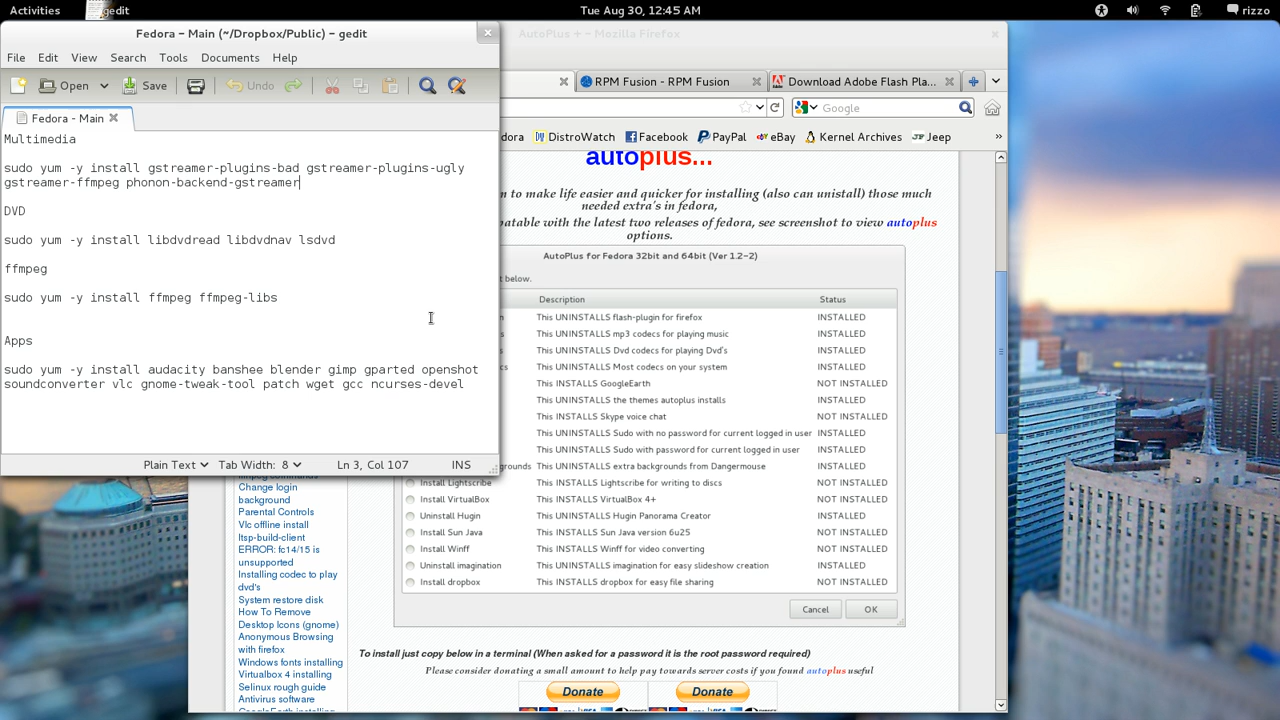 Activities
gedit
Tue Aug 30, 12:45 AM
rizzo
Fedora – Main (~/Dropbox/Public) – gedit
File Edit View Search Tools Documents Help
Open Save Undo
Fedora - Main
Multimedia
sudo yum -y install gstreamer-plugins-bad gstreamer-plugins-ugly
gstreamer-ffmpeg phonon-backend-gstreamer
DVD
sudo yum -y install libdvdread libdvdnav lsdvd
ffmpeg
sudo yum -y install ffmpeg ffmpeg-libs
Apps
sudo yum -y install audacity banshee blender gimp gparted openshot
soundconverter vlc gnome-tweak-tool patch wget gcc ncurses-devel
Plain Text Tab Width: 8 Ln 3, Col 107 INS
AutoPlus + – Mozilla Firefox
RPM Fusion - RPM Fusion
Download Adobe Flash Pla...
Google
dora DistroWatch Facebook PayPal eBay Kernel Archives Jeep »
autoplus...
n to make life easier and quicker for installing (also can unistall) those much
needed extra's in fedora,
patable with the latest two releases of fedora, see screenshot to view autoplus
options.
AutoPlus for Fedora 32bit and 64bit (Ver 1.2-2)
t below.
Description Status
This UNINSTALLS flash-plugin for firefox INSTALLED
This UNINSTALLS mp3 codecs for playing music INSTALLED
This UNINSTALLS Dvd codecs for playing Dvd's INSTALLED
This UNINSTALLS Most codecs on your system INSTALLED
This INSTALLS GoogleEarth NOT INSTALLED
This UNINSTALLS the themes autoplus installs INSTALLED
This INSTALLS Skype voice chat NOT INSTALLED
This UNINSTALLS Sudo with no password for current logged in user INSTALLED
This UNINSTALLS Sudo with password for current logged in user INSTALLED
grounds This UNINSTALLS extra backgrounds from Dangermouse INSTALLED
Install Lightscribe This INSTALLS Lightscribe for writing to discs NOT INSTALLED
Install VirtualBox This INSTALLS VirtualBox 4+ NOT INSTALLED
Uninstall Hugin This UNINSTALLS Hugin Panorama Creator INSTALLED
Install Sun Java This INSTALLS Sun Java version 6u25 NOT INSTALLED
Install Winff This INSTALLS Winff for video converting NOT INSTALLED
Uninstall imagination This UNINSTALLS imagination for easy slideshow creation INSTALLED
Install dropbox This INSTALLS dropbox for easy file sharing NOT INSTALLED
Cancel OK
ffmpeg commands
Change login
background
Parental Controls
Vlc offline install
ltsp-build-client
ERROR: fc14/15 is
unsupported
Installing codec to play
dvd's
System restore disk
How To Remove
Desktop Icons (gnome)
Anonymous Browsing
with firefox
Windows fonts installing
Virtualbox 4 installing
Selinux rough guide
Antivirus software
GoogleEarth installing
To install just copy below in a terminal (When asked for a password it is the root password required)
Please consider donating a small amount to help pay towards server costs if you found autoplus useful
Donate Donate